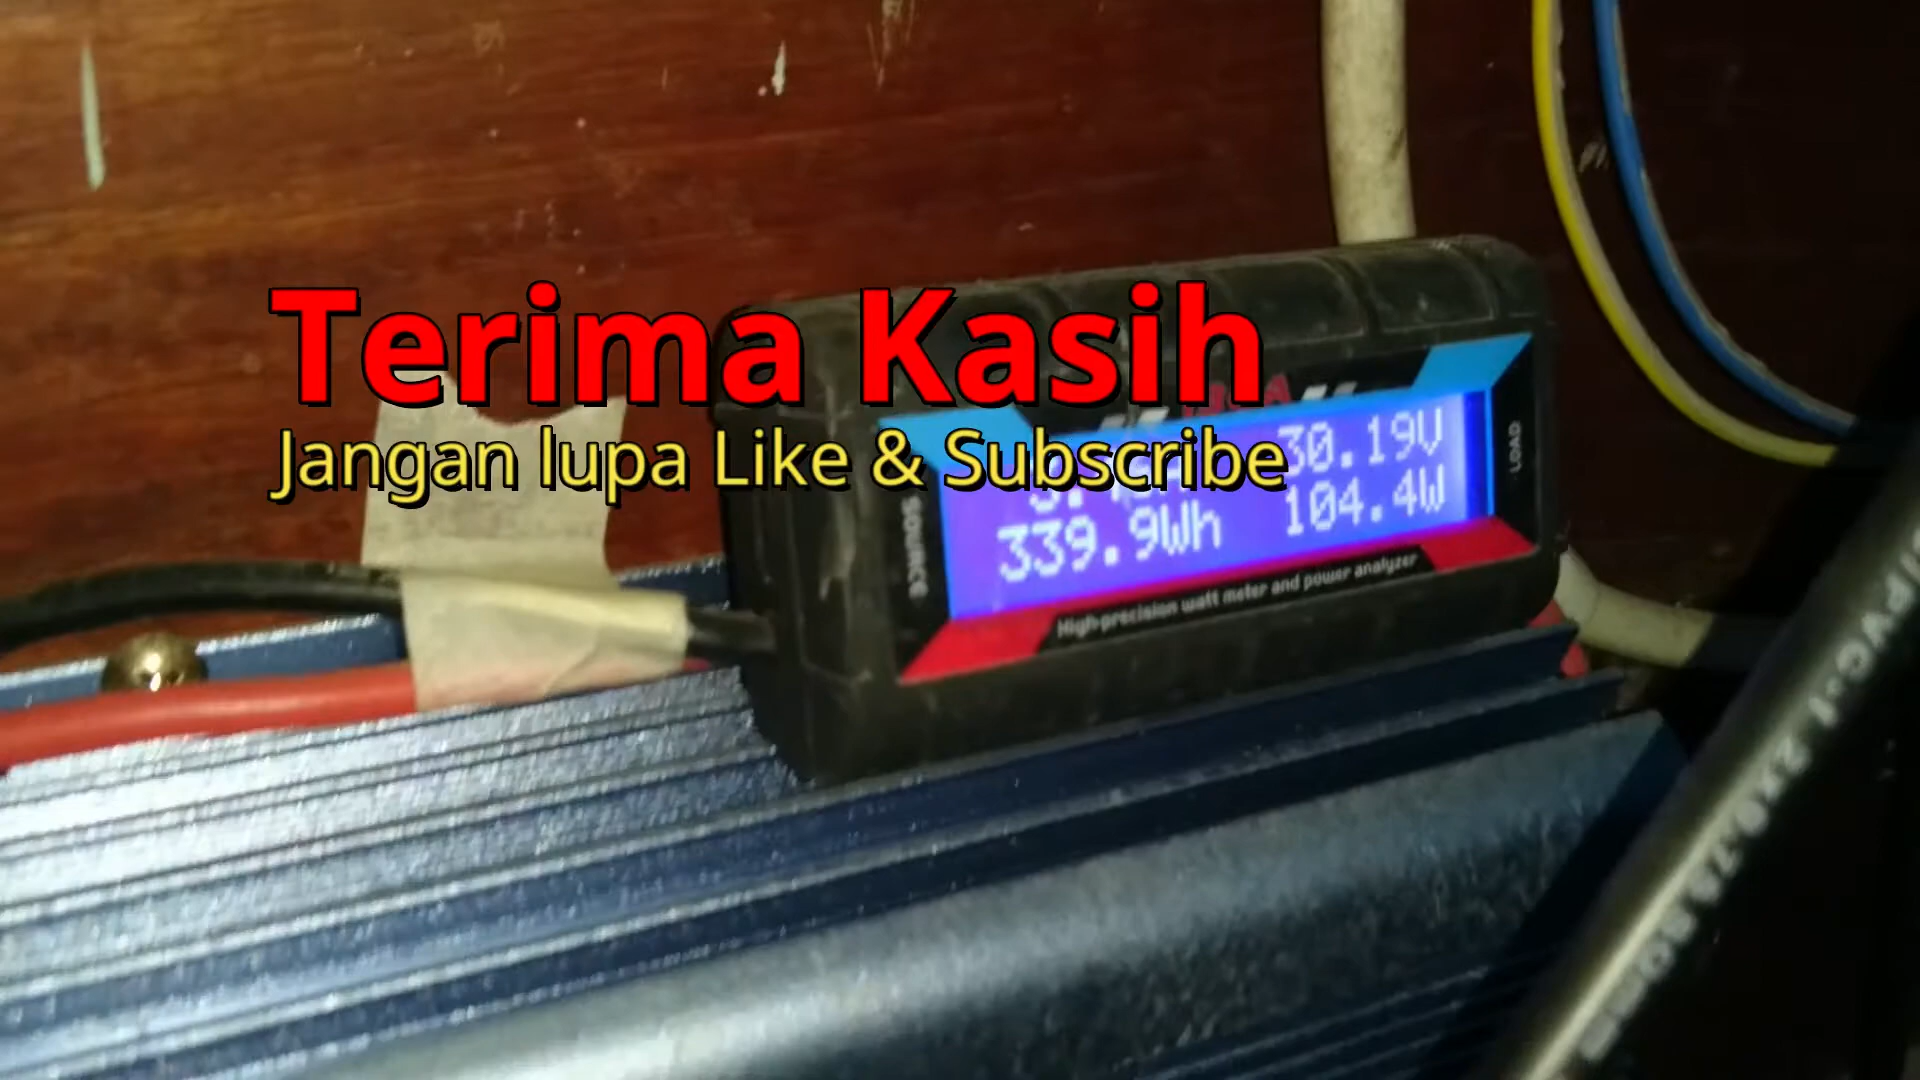 Terima Kasih
Jangan lupa Like & Subscribe
30.19V
339.9Wh 104.4W
SOURCE
LOAD
High-precision watt meter and power analyzer